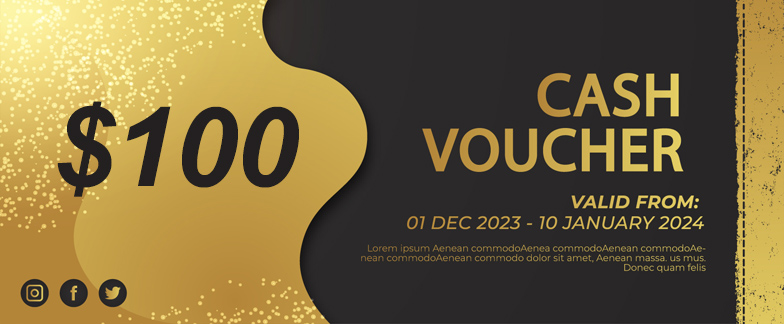 $100
CASH
VOUCHER
VALID FROM:
01 DEC 2023 - 10 JANUARY 2024
Lorem ipsum Aenean commodoAenea commodoAenean commodoAe-
nean commodoAenean commodo dolor sit amet, Aenean massa. us mus.
Donec quam felis